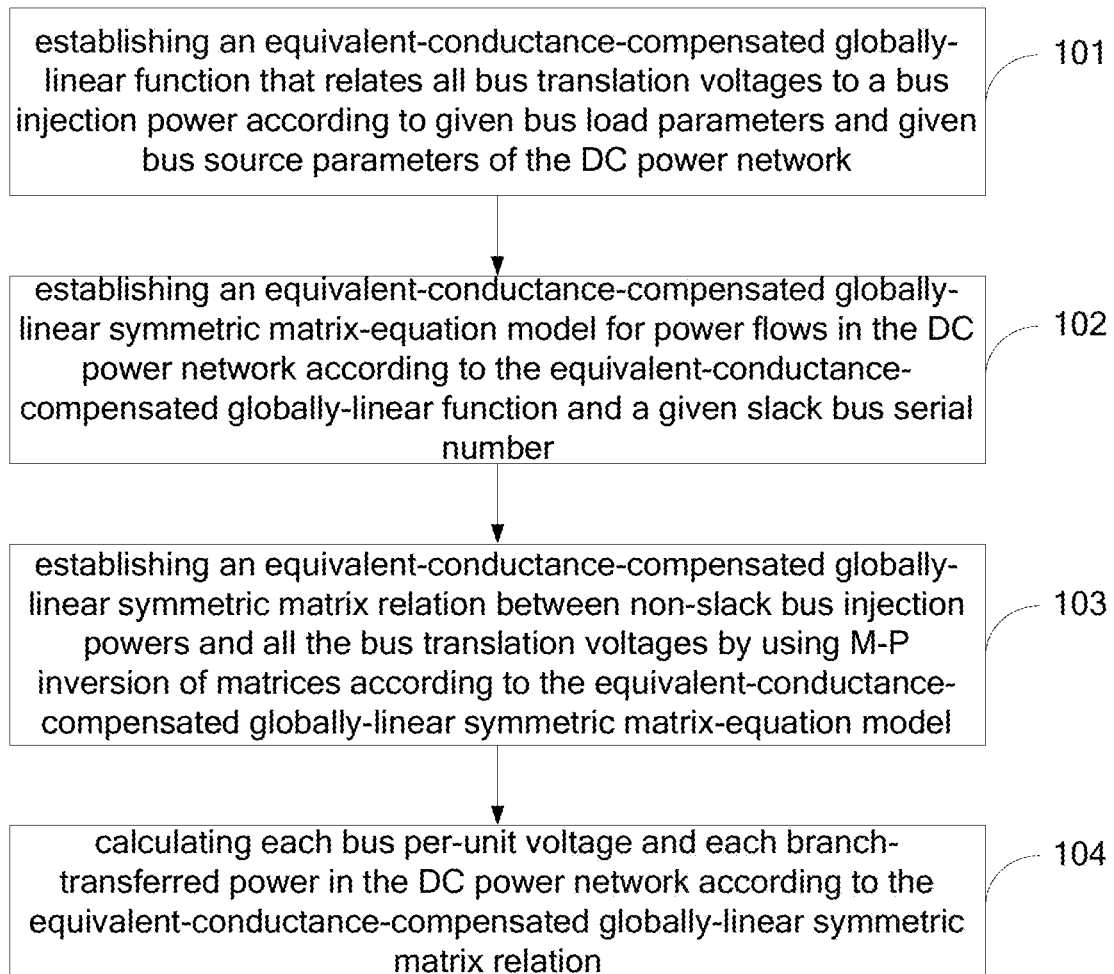 establishing an equivalent-conductance-compensated globally-
linear function that relates all bus translation voltages to a bus
injection power according to given bus load parameters and given
bus source parameters of the DC power network
101
establishing an equivalent-conductance-compensated globally-
linear symmetric matrix-equation model for power flows in the DC
power network according to the equivalent-conductance-
compensated globally-linear function and a given slack bus serial
number
102
establishing an equivalent-conductance-compensated globally-
linear symmetric matrix relation between non-slack bus injection
powers and all the bus translation voltages by using M-P
inversion of matrices according to the equivalent-conductance-
compensated globally-linear symmetric matrix-equation model
103
calculating each bus per-unit voltage and each branch-
transferred power in the DC power network according to the
equivalent-conductance-compensated globally-linear symmetric
matrix relation
104